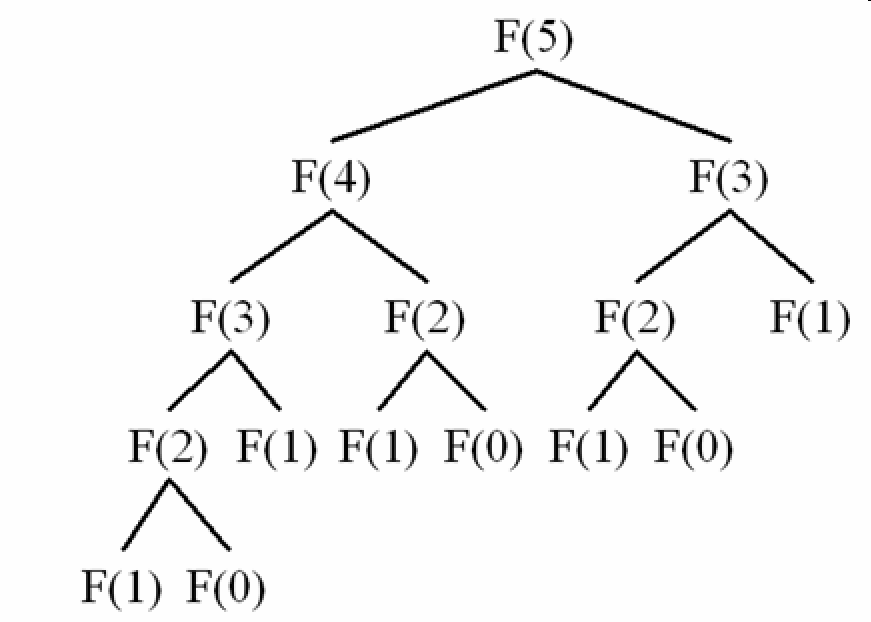 F(5)
F(4) F(3)
F(3) F(2) F(2) F(1)
F(2) F(1) F(1) F(0) F(1) F(0)
F(1) F(0)